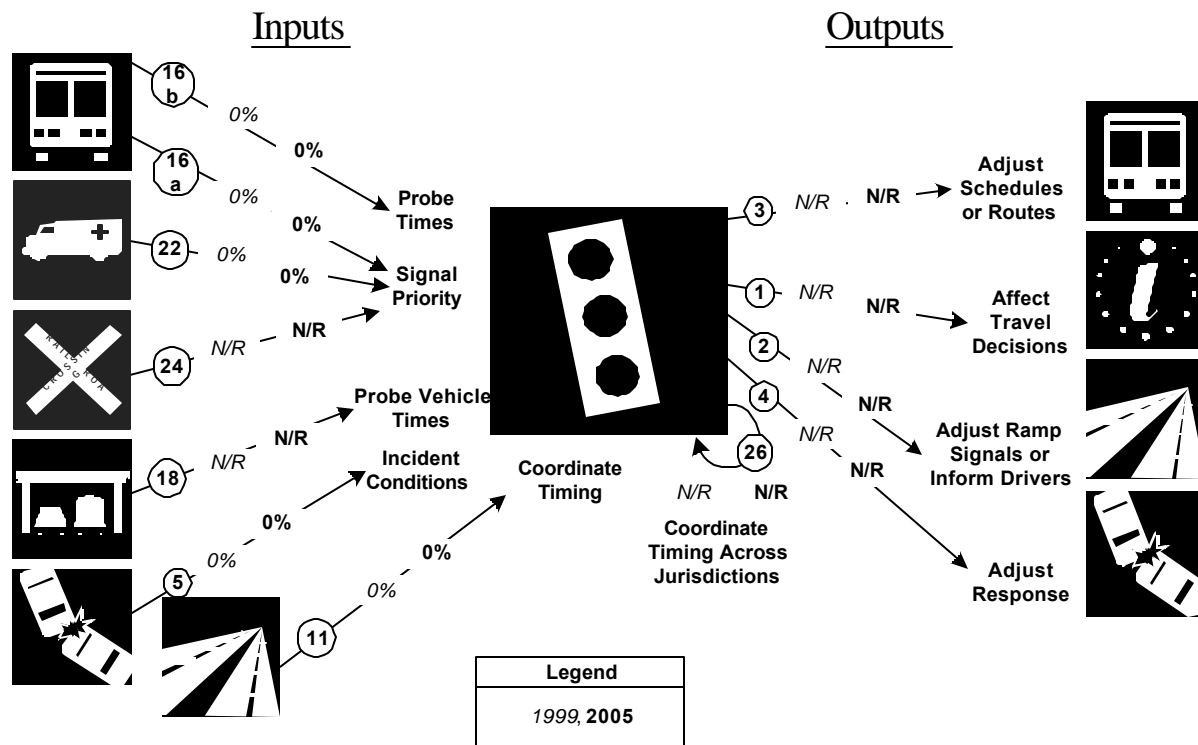 Inputs
Outputs
16
b
0%
0%
Probe
Times
16
a
0%
0%
22
0%
0%
Signal
Priority
RAILROAD CROSSING
24
N/R
N/R
Probe Vehicle
Times
18
N/R
N/R
Incident
Conditions
5
0%
0%
11
0%
0%
Coordinate
Timing
3
N/R
N/R
Adjust
Schedules
or Routes
1
N/R
N/R
Affect
Travel
Decisions
2
N/R
N/R
Adjust Ramp
Signals or
Inform Drivers
4
N/R
N/R
Adjust
Response
26
N/R
N/R
Coordinate
Timing Across
Jurisdictions
i
Legend
1999, 2005